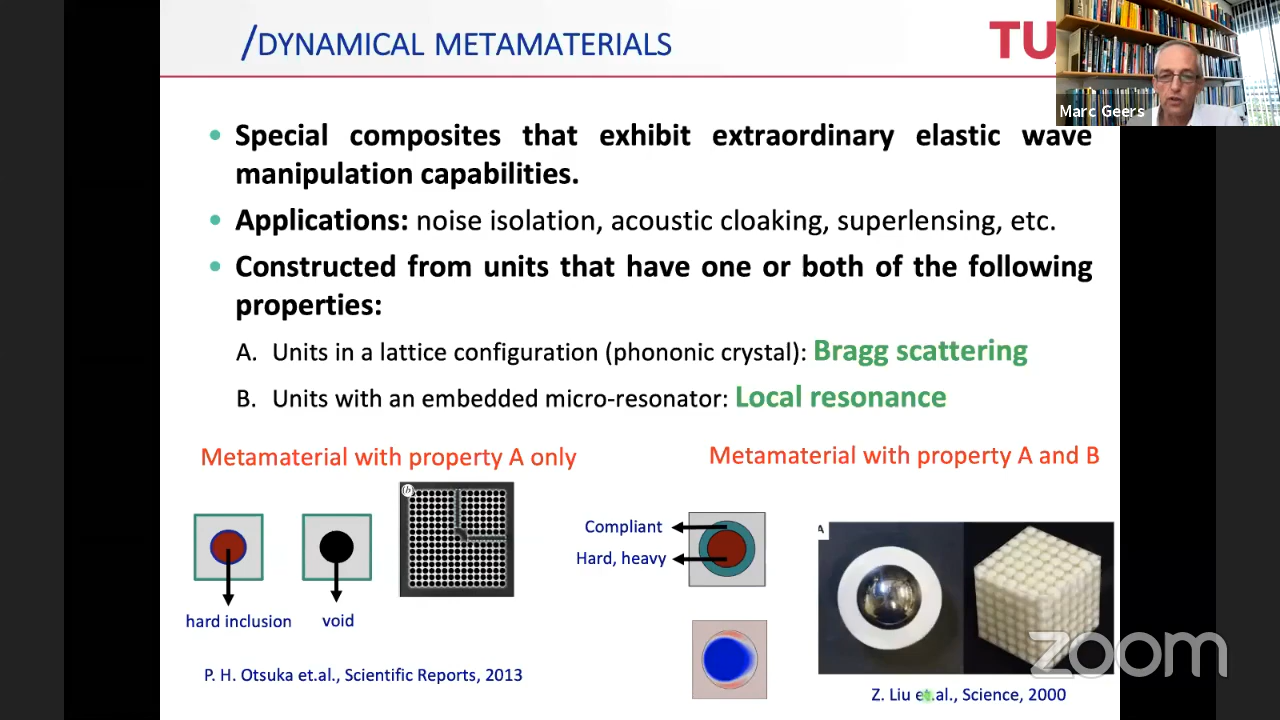 /DYNAMICAL METAMATERIALS
TU
Marc Geers
• Special composites that exhibit extraordinary elastic wave
manipulation capabilities.
• Applications: noise isolation, acoustic cloaking, superlensing, etc.
• Constructed from units that have one or both of the following
properties:
A. Units in a lattice configuration (phononic crystal): Bragg scattering
B. Units with an embedded micro-resonator: Local resonance
Metamaterial with property A only
Metamaterial with property A and B
b
hard inclusion
void
Compliant
Hard, heavy
A
P. H. Otsuka et.al., Scientific Reports, 2013
Z. Liu et.al., Science, 2000
zoom